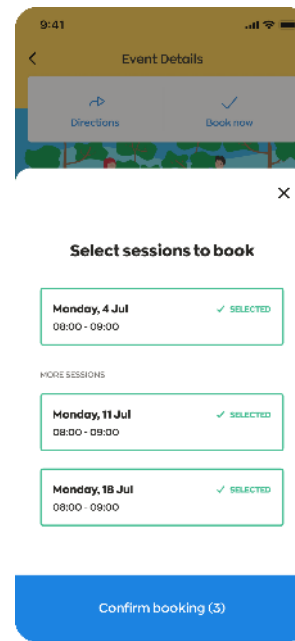 9:41
Event Details
Directions
Book now
Select sessions to book
Monday, 4 Jul
SELECTED
08:00 - 09:00
MORE SESSIONS
Monday, 11 Jul
SELECTED
08:00 - 09:00
Monday, 18 Jul
SELECTED
08:00 - 09:00
Confirm booking (3)